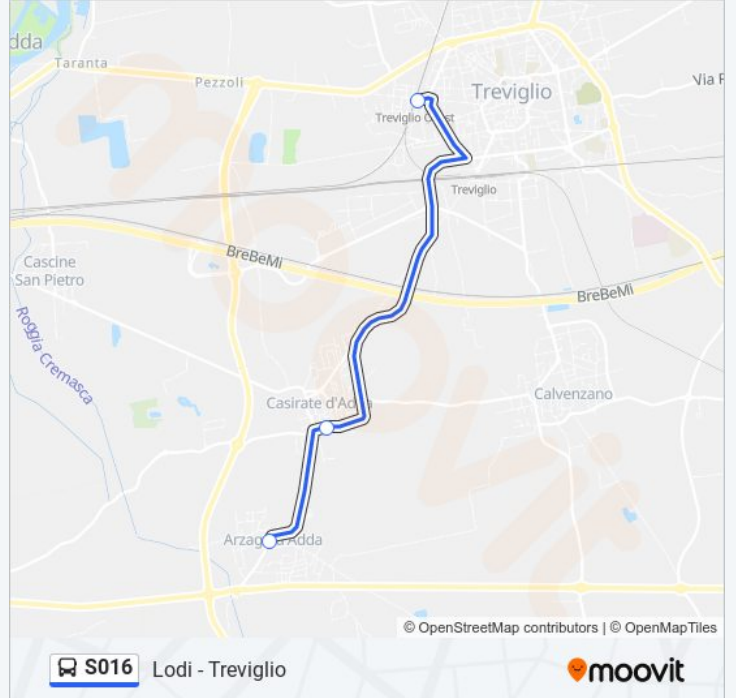 dda
Taranta
Pezzoli
Treviglio
Via F
Treviglio O est
Treviglio
BreBeMi
Cascine
San Pietro
BreBeMi
Roggia Cremasca
Calvenzano
Casirate d'Adda
Arzago d'Adda
© OpenStreetMap contributors | © OpenMapTiles
S016 Lodi - Treviglio
moovit